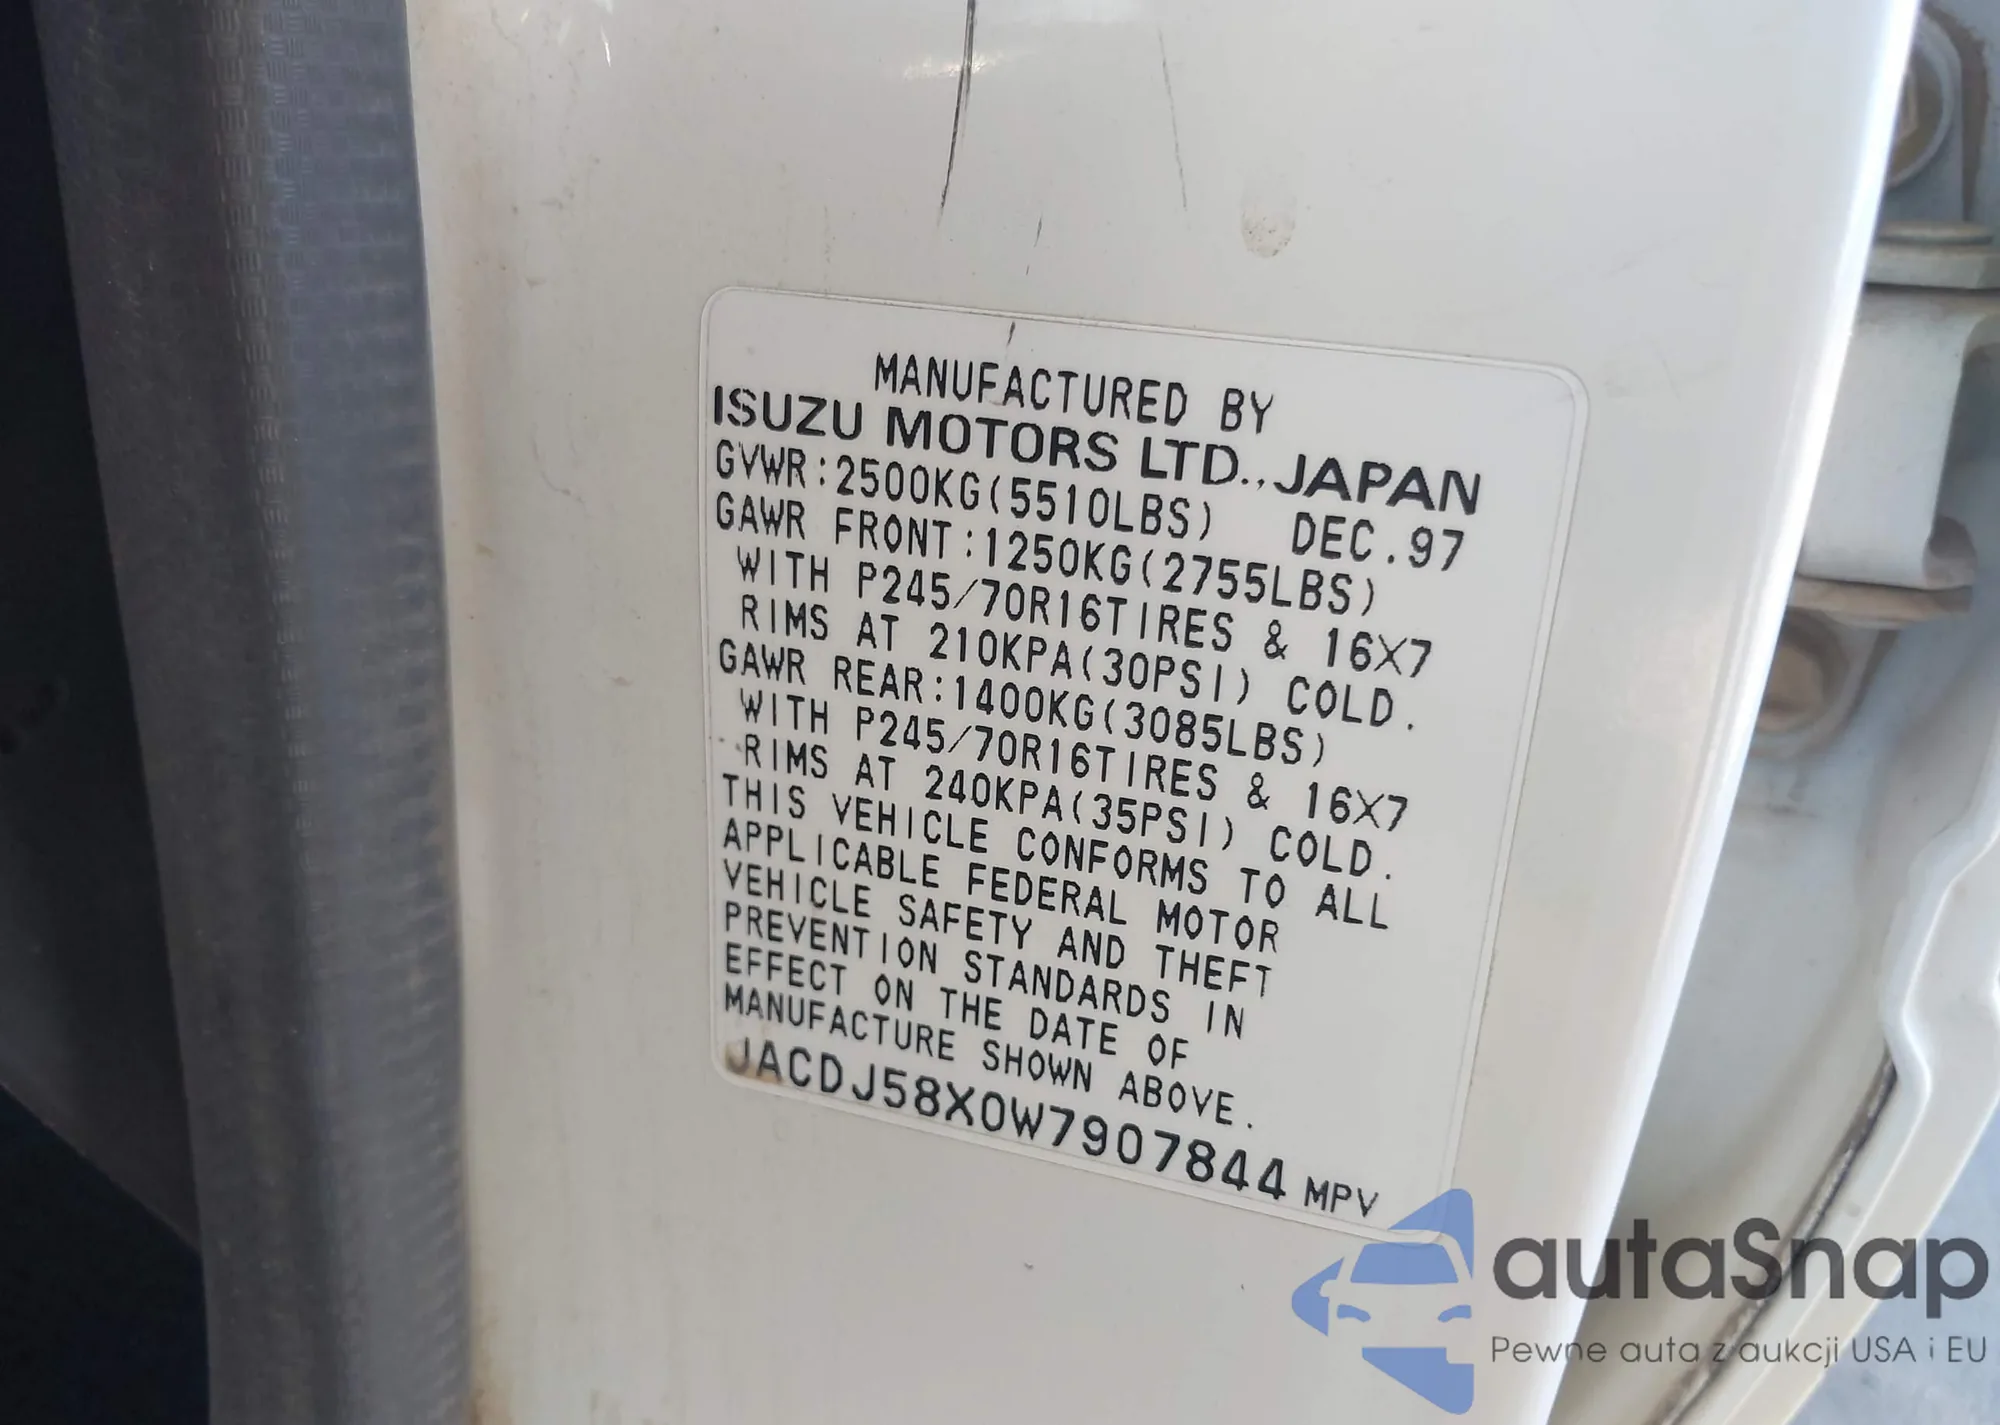 MANUFACTURED BY
ISUZU MOTORS LTD., JAPAN
GVWR:2500KG(5510LBS) DEC.97
GAWR FRONT:1250KG(2755LBS)
WITH P245/70R16TIRES & 16X7
RIMS AT 210KPA(30PSI) COLD.
GAWR REAR:1400KG(3085LBS)
WITH P245/70R16TIRES & 16X7
RIMS AT 240KPA(35PSI) COLD.
THIS VEHICLE CONFORMS TO ALL
APPLICABLE FEDERAL MOTOR
VEHICLE SAFETY AND THEFT
PREVENTION STANDARDS IN
EFFECT ON THE DATE OF
MANUFACTURE SHOWN ABOVE.
JACDJ58X0W7907844 MPV
autaSnap
Pewne auta z aukcji USA i EU